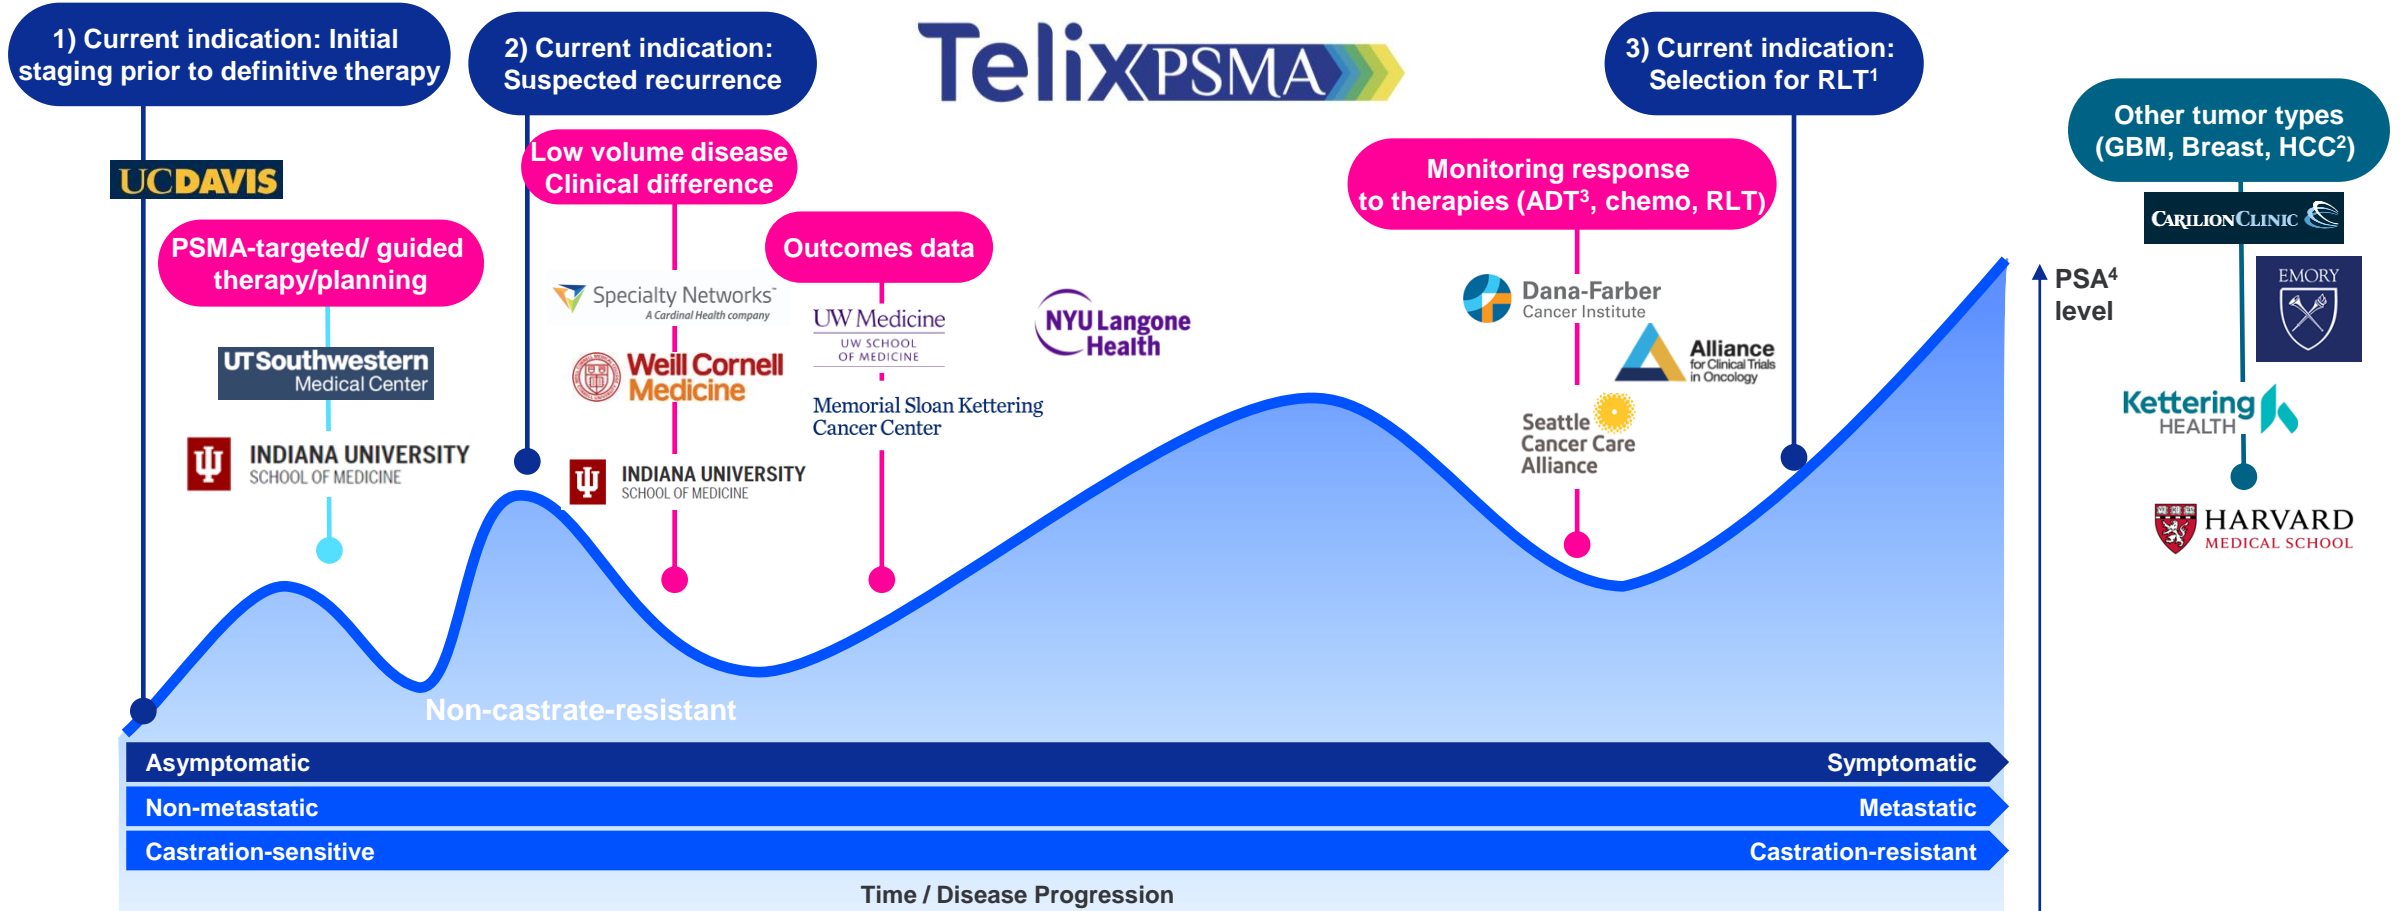 1) Current indication: Initial
staging prior to definitive therapy
2) Current indication:
Suspected recurrence
Telix PSMA
3) Current indication:
Selection for RLT¹
Other tumor types
(GBM, Breast, HCC²)
UCDAVIS
PSMA-targeted/ guided
therapy/planning
UTSouthwestern
Medical Center
INDIANA UNIVERSITY
SCHOOL OF MEDICINE
Low volume disease
Clinical difference
Specialty Networks™
A Cardinal Health company
Weill Cornell
Medicine
INDIANA UNIVERSITY
SCHOOL OF MEDICINE
Outcomes data
UW Medicine
UW SCHOOL
OF MEDICINE
Memorial Sloan Kettering
Cancer Center
NYU Langone
Health
Monitoring response
to therapies (ADT³, chemo, RLT)
Dana-Farber
Cancer Institute
Alliance
for Clinical Trials
in Oncology
Seattle
Cancer Care
Alliance
PSA⁴
level
CARILIONCLINIC
EMORY
Kettering
HEALTH
HARVARD
MEDICAL SCHOOL
Non-castrate-resistant
Asymptomatic
Symptomatic
Non-metastatic
Metastatic
Castration-sensitive
Castration-resistant
Time / Disease Progression